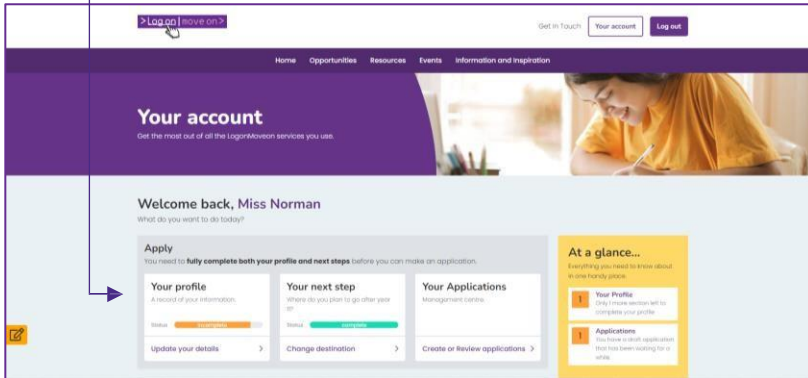 >Log on|move on>
Get in Touch
Your account
Log out
Home Opportunities Resources Events Information and Inspiration
Your account
Get the most out of all the LogonMoveon services you use.
Welcome back, Miss Norman
What do you want to do today?
Apply
You need to fully complete both your profile and next steps before you can make an application.
Your profile
A record of your information.
Status Incomplete
Update your details >
Your next step
Where do you plan to go after year
Status complete
Change destination >
Your Applications
Management centre.
Create or Review applications >
At a glance...
Everything you need to know about
in one handy place.
1
Your Profile
Only 1 more section left to
complete your profile
1
Applications
You have a draft application
that has been waiting for a
while.